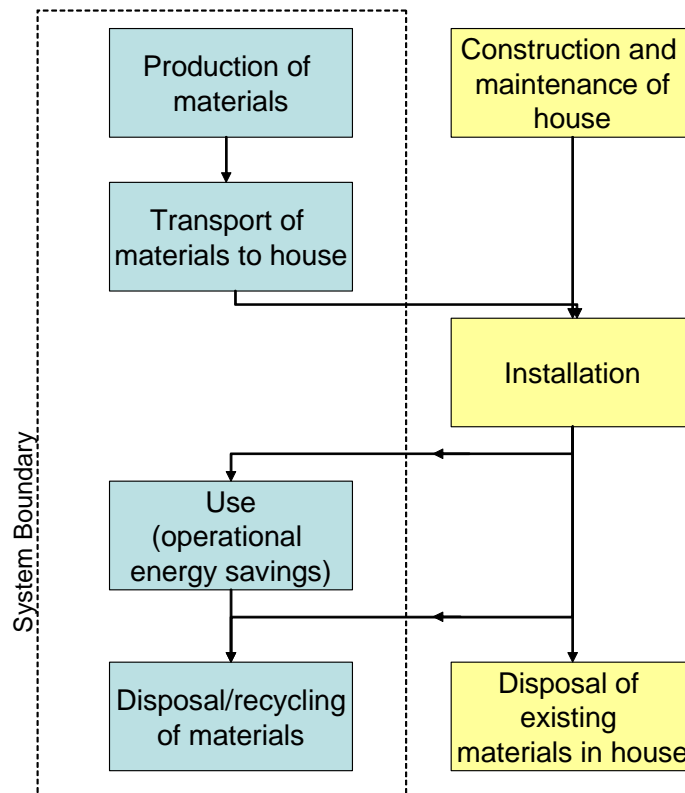 Production of
materials
Construction and
maintenance of
house
Transport of
materials to house
Installation
System Boundary
Use
(operational
energy savings)
Disposal/recycling
of materials
Disposal of
existing
materials in house